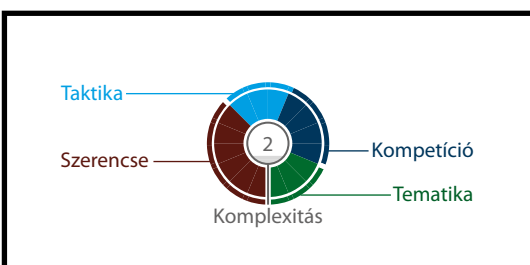 Taktika
2
Szerencse
Kompetíció
Tematika
Komplexitás